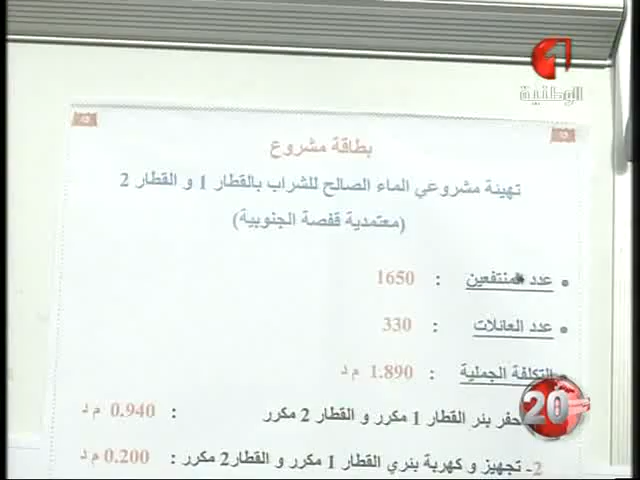 الوطنية
بطاقة مشروع
تهيئة مشروعي الماء الصالح للشراب بالقطار 1 و القطار 2
(معتمدية قفصة الجنوبية)
عدد المنتفعين : 1650
عدد العائلات : 330
التكلفة الجملية : 1.890 م د
حفر بئر القطار 1 مكرر و القطار 2 مكرر : 0.940 م د
2- تجهيز و كهربة بئري القطار 1 مكرر و القطار2 مكرر : 0.200 م د
20